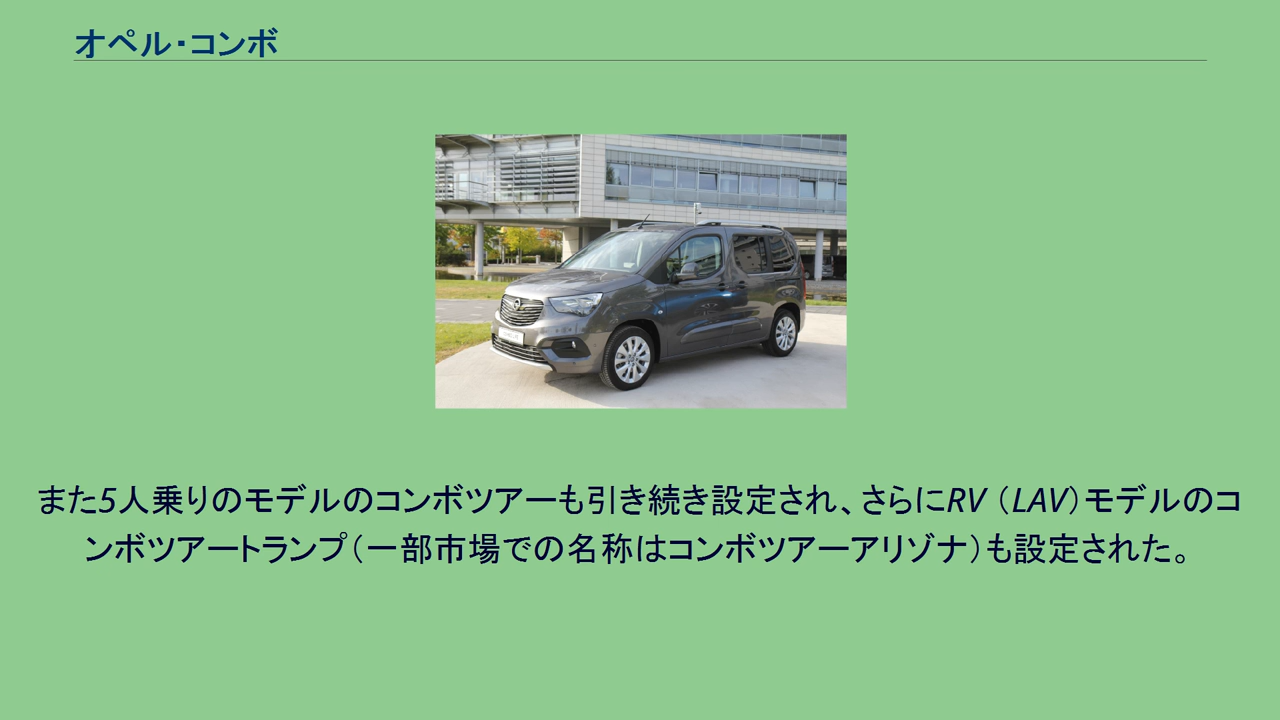 オペル・コンボ
また5人乗りのモデルのコンボツアーも引き続き設定され、さらにRV（LAV）モデルのコ
ンボツアートランプ（一部市場での名称はコンボツアーアリゾナ）も設定された。